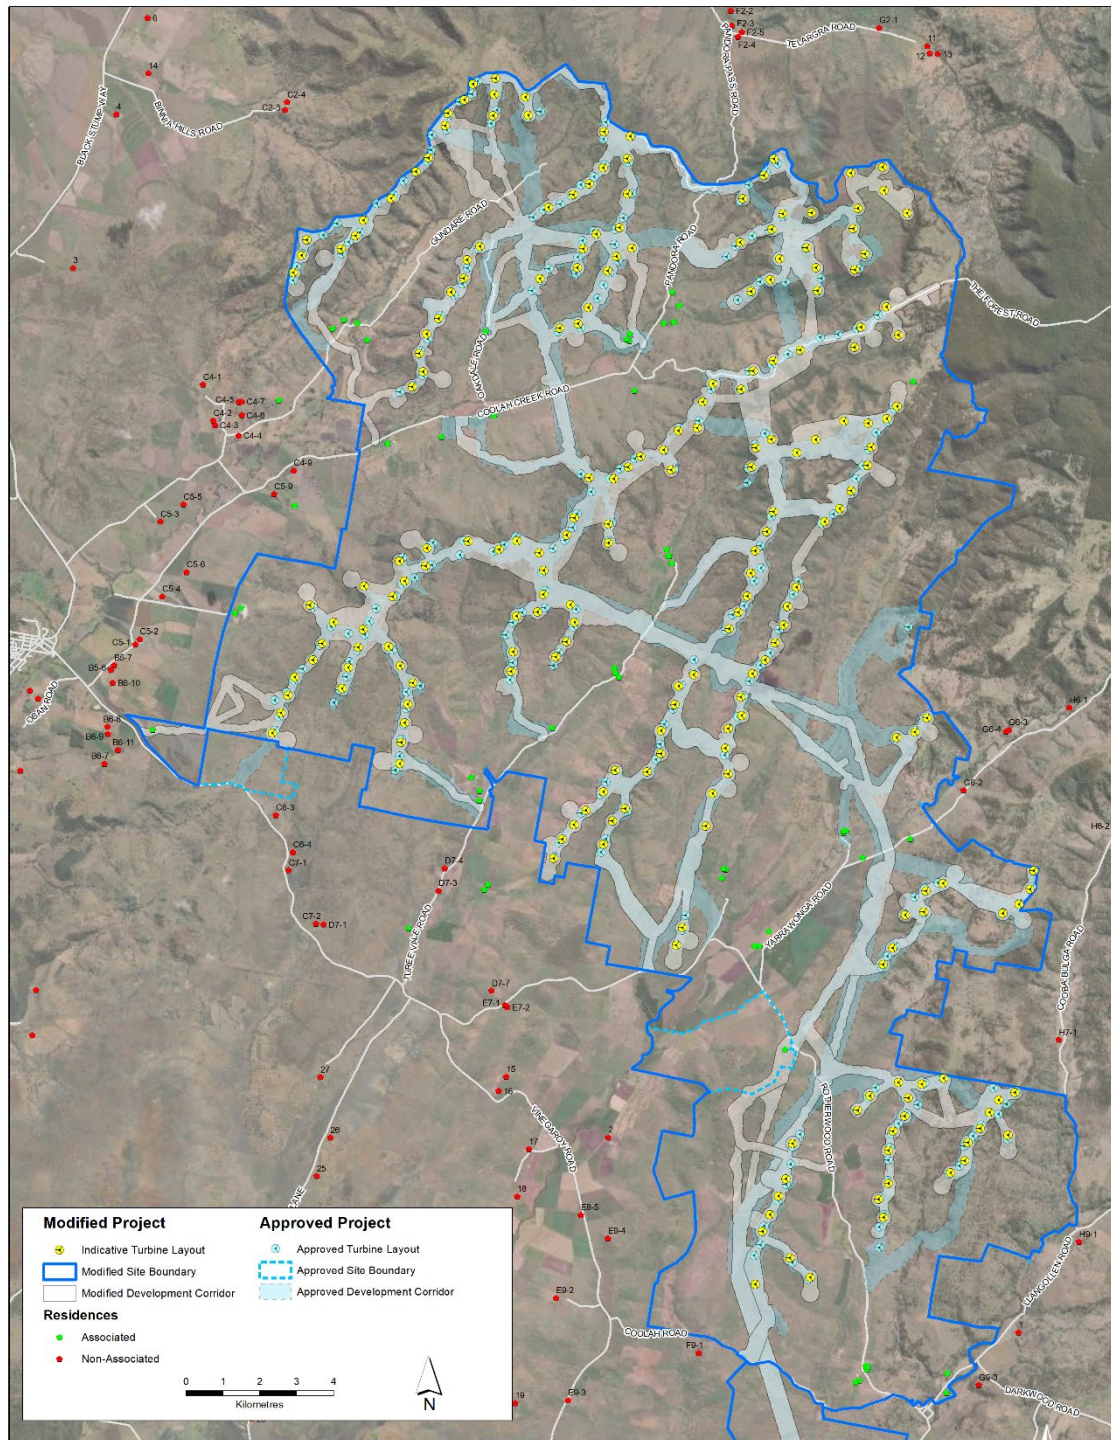 F2-2
6
F2-3
F2-5
F2-4
G2-1
TELARGRA ROAD
11
12
13
PANDORA PASS ROAD
14
4
C2-4
C2-3
BINNIA HILLS ROAD
BLACK STUMP WAY
GUNDARE ROAD
PANDORA ROAD
3
THE FOREST ROAD
OAKDALE ROAD
COOLAH CREEK ROAD
C4-1
C4-5
C4-7
C4-2
C4-6
C4-3
C4-4
C4-9
C5-9
C5-5
C5-3
C5-6
C5-4
C5-2
C5-1
B6-7
B5-6
B6-10
OBAN ROAD
B6-8
B6-9
B6-11
B6-7
H6-1
G6-3
G6-4
G6-2
H6-2
C6-3
C6-4
C7-1
D7-4
D7-3
C7-2
D7-1
TUREE VALE ROAD
YARRAWONGA ROAD
COOBA BULGA ROAD
D7-7
E7-1
E7-2
H7-1
27
15
16
VINEGAROY ROAD
ROTHERWOOD ROAD
26
2
17
25
18
E8-5
E9-4
H9-1
LLANGOLLEN ROAD
E9-2
COOLAH ROAD
F9-1
1
G9-3
DARKWOOD ROAD
19
E9-3
Modified Project
Approved Project
Indicative Turbine Layout
Approved Turbine Layout
Modified Site Boundary
Approved Site Boundary
Modified Development Corridor
Approved Development Corridor
Residences
Associated
Non-Associated
0 1 2 3 4
Kilometres
N